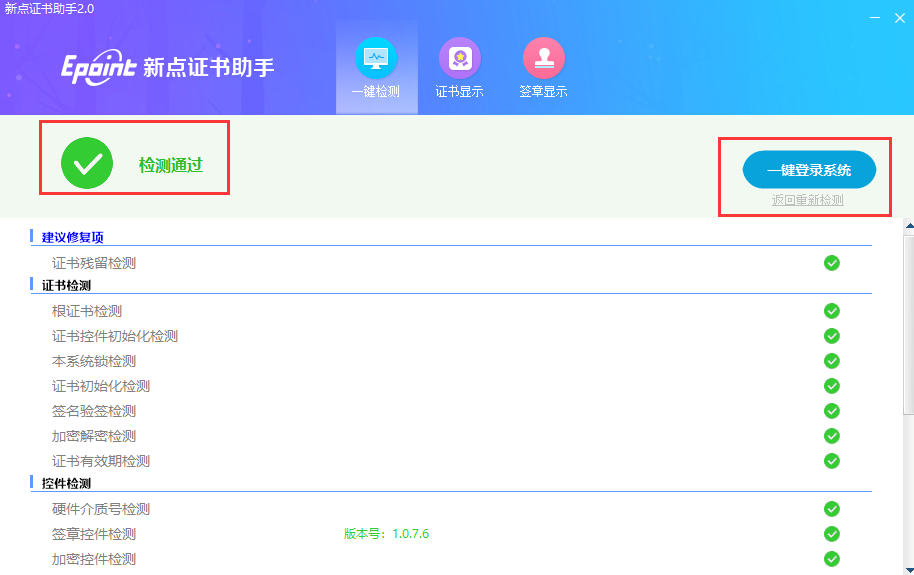 新点证书助手2.0
Epoint 新点证书助手
一键检测
证书显示
签章显示
检测通过
一键登录系统
返回重新检测
建议修复项
证书残留检测
证书检测
根证书检测
证书控件初始化检测
本系统锁检测
证书初始化检测
签名验签检测
加密解密检测
证书有效期检测
控件检测
硬件介质号检测
签章控件检测 版本号：1.0.7.6
加密控件检测